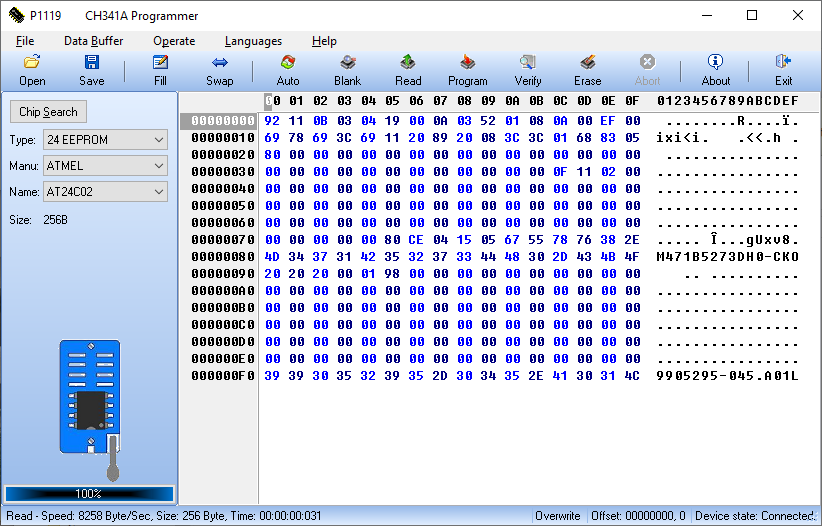 P1119 CH341A Programmer
File Data Buffer Operate Languages Help
Open Save Fill Swap Auto Blank Read Program Verify Erase Abort About Exit
Chip Search
Type: 24 EEPROM
Manu: ATMEL
Name: AT24C02
Size: 256B
100%
00 01 02 03 04 05 06 07 08 09 0A 0B 0C 0D 0E 0F 0123456789ABCDEF
00000000 92 11 0B 03 04 19 00 0A 03 52 01 08 0A 00 EF 00 ........R....Ï
00000010 69 78 69 3C 69 11 20 89 20 08 3C 3C 01 68 83 05 ixi<i. .<<.h .
00000020 80 00 00 00 00 00 00 00 00 00 00 00 00 00 00 00 ...............
00000030 00 00 00 00 00 00 00 00 00 00 00 00 0F 11 02 00 ................
00000040 00 00 00 00 00 00 00 00 00 00 00 00 00 00 00 00 ................
00000050 00 00 00 00 00 00 00 00 00 00 00 00 00 00 00 00 ................
00000060 00 00 00 00 00 00 00 00 00 00 00 00 00 00 00 00 ................
00000070 00 00 00 00 00 80 CE 04 15 05 67 55 78 76 38 2E ..... Î...gUxv8.
00000080 4D 34 37 31 42 35 32 37 33 44 48 30 2D 43 4B 4F M471B5273DH0-CKO
00000090 20 20 20 00 01 98 00 00 00 00 00 00 00 00 00 00 .. ..........
000000A0 00 00 00 00 00 00 00 00 00 00 00 00 00 00 00 00 ................
000000B0 00 00 00 00 00 00 00 00 00 00 00 00 00 00 00 00 ................
000000C0 00 00 00 00 00 00 00 00 00 00 00 00 00 00 00 00 ................
000000D0 00 00 00 00 00 00 00 00 00 00 00 00 00 00 00 00 ................
000000E0 00 00 00 00 00 00 00 00 00 00 00 00 00 00 00 00 ................
000000F0 39 39 30 35 32 39 35 2D 30 34 35 2E 41 30 31 4C 9905295-045.A01L
Read - Speed: 8258 Byte/Sec, Size: 256 Byte, Time: 00:00:00:031 Overwrite Offset: 00000000, 0 Device state: Connected.